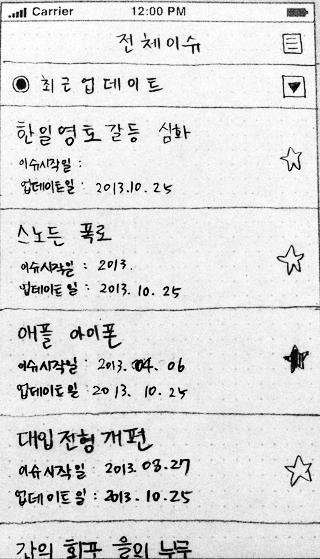 Carrier 12:00 PM
전체이슈
최근 업데이트
한일영토갈등 심화
이슈시작일 :
업데이트일 : 2013.10.25
스노든 폭로
이슈시작일 : 2013.
업데이트일 : 2013. 10. 25
애플 아이폰
이슈시작일 : 2013. 04. 06
업데이트일 : 2013. 10. 25
대입전형개편
이슈시작일 : 2013. 08.27
업데이트일 : 2013. 10. 25